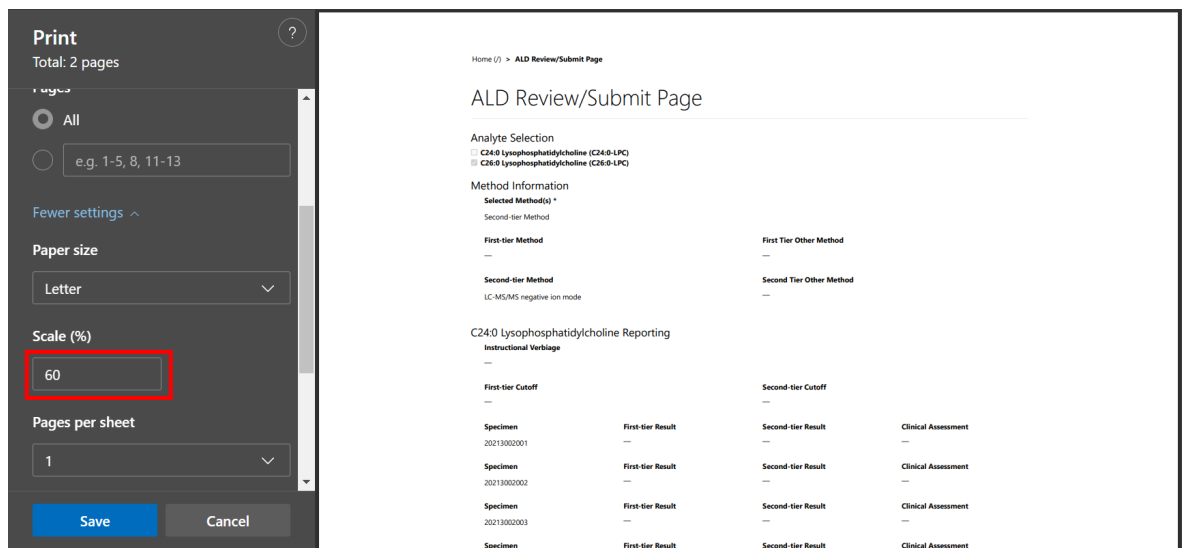 Print
?
Total: 2 pages
Pages
All
e.g. 1-5, 8, 11-13
Fewer settings
Paper size
Letter
Scale (%)
60
Pages per sheet
1
Save Cancel
Home (/) > ALD Review/Submit Page
ALD Review/Submit Page
Analyte Selection
C24:0 Lysophosphatidylcholine (C24:0-LPC)
C26:0 Lysophosphatidylcholine (C26:0-LPC)
Method Information
Selected Method(s) *
Second-tier Method
First-tier Method First Tier Other Method
— —
Second-tier Method Second Tier Other Method
LC-MS/MS negative ion mode —
C24:0 Lysophosphatidylcholine Reporting
Instructional Verbiage
—
First-tier Cutoff Second-tier Cutoff
— —
Specimen First-tier Result Second-tier Result Clinical Assessment
20213002001 — — —
Specimen First-tier Result Second-tier Result Clinical Assessment
20213002002 — — —
Specimen First-tier Result Second-tier Result Clinical Assessment
20213002003 — — —
Specimen First-tier Result Second-tier Result Clinical Assessment